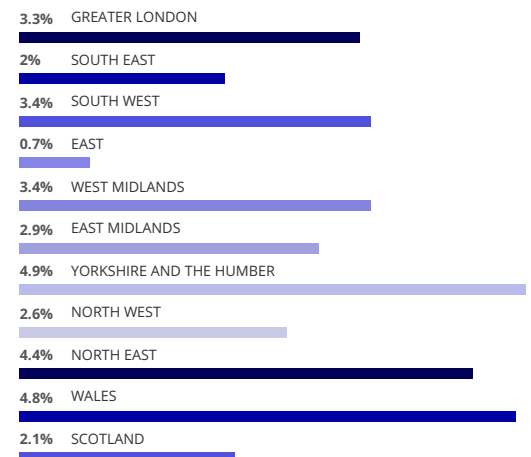 3.3% GREATER LONDON
2% SOUTH EAST
3.4% SOUTH WEST
0.7% EAST
3.4% WEST MIDLANDS
2.9% EAST MIDLANDS
4.9% YORKSHIRE AND THE HUMBER
2.6% NORTH WEST
4.4% NORTH EAST
4.8% WALES
2.1% SCOTLAND